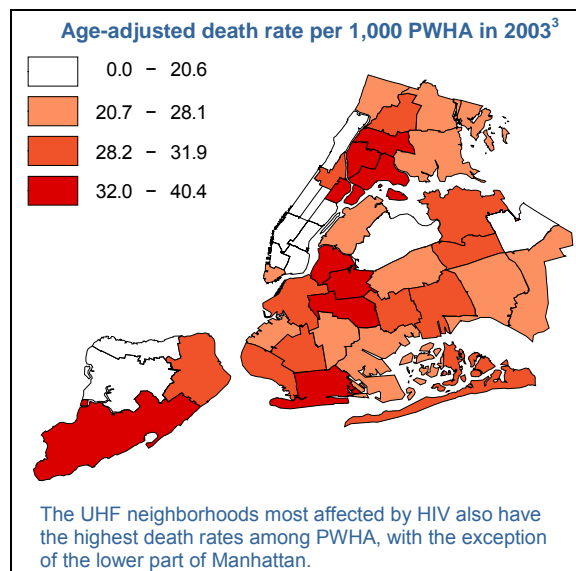 Age-adjusted death rate per 1,000 PWHA in 2003³
0.0 – 20.6
20.7 – 28.1
28.2 – 31.9
32.0 – 40.4
The UHF neighborhoods most affected by HIV also have
the highest death rates among PWHA, with the exception
of the lower part of Manhattan.